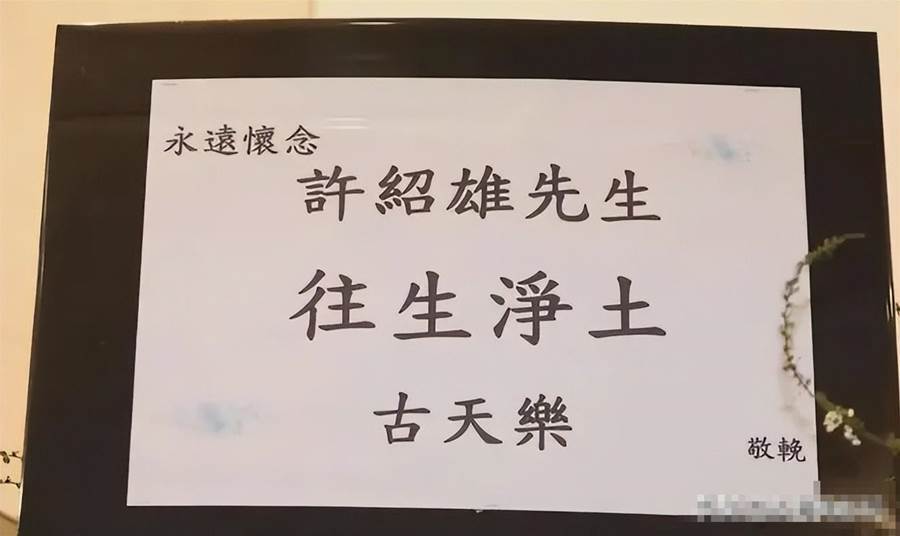 永遠懷念
許紹雄先生
往生淨土
古天樂
敬輓